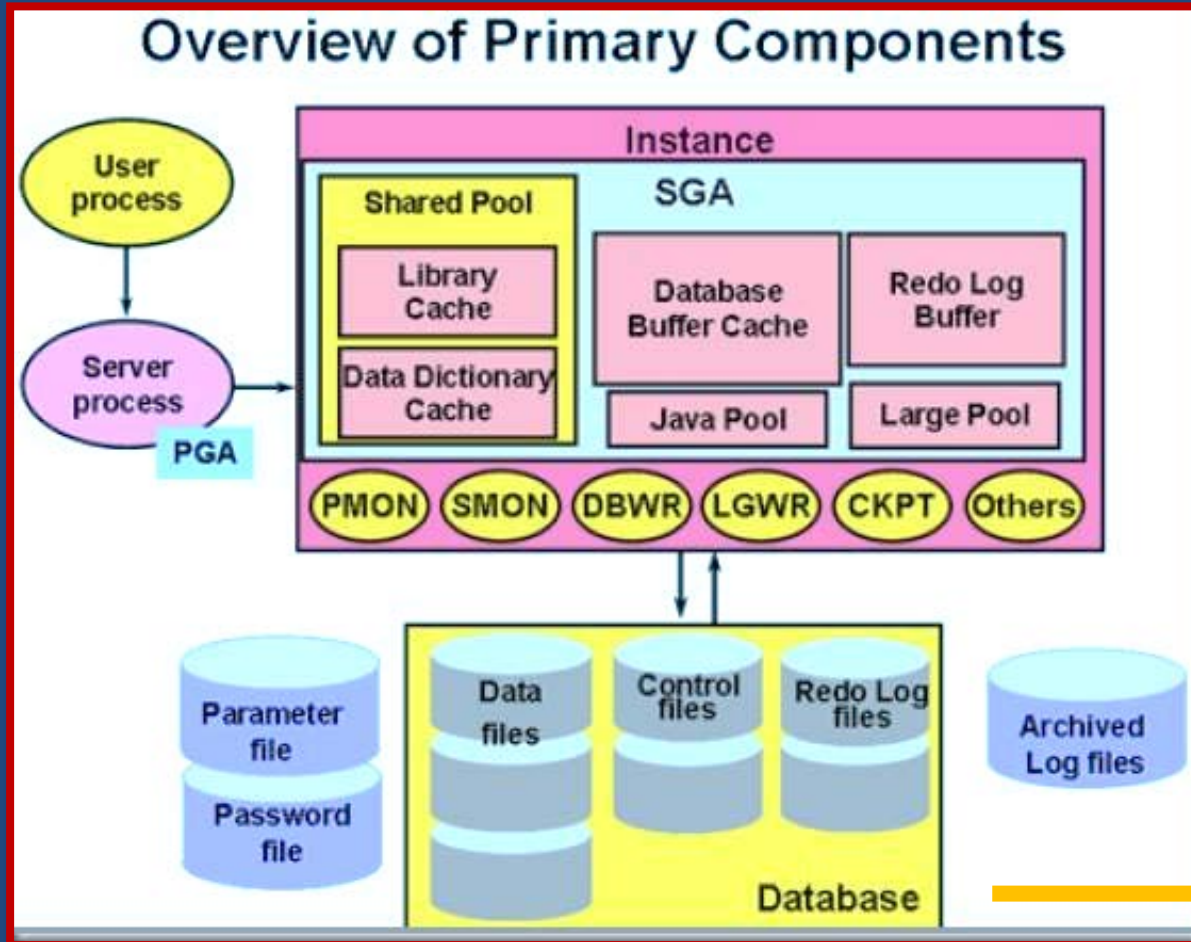 Overview of Primary Components
Instance
User
process
SGA
Shared Pool
Library
Cache
Database
Buffer Cache
Redo Log
Buffer
Server
process
Data Dictionary
Cache
Java Pool
Large Pool
PGA
PMON
SMON
DBWR
LGWR
CKPT
Others
Parameter
file
Password
file
Data
files
Control
files
Redo Log
files
Archived
Log files
Database